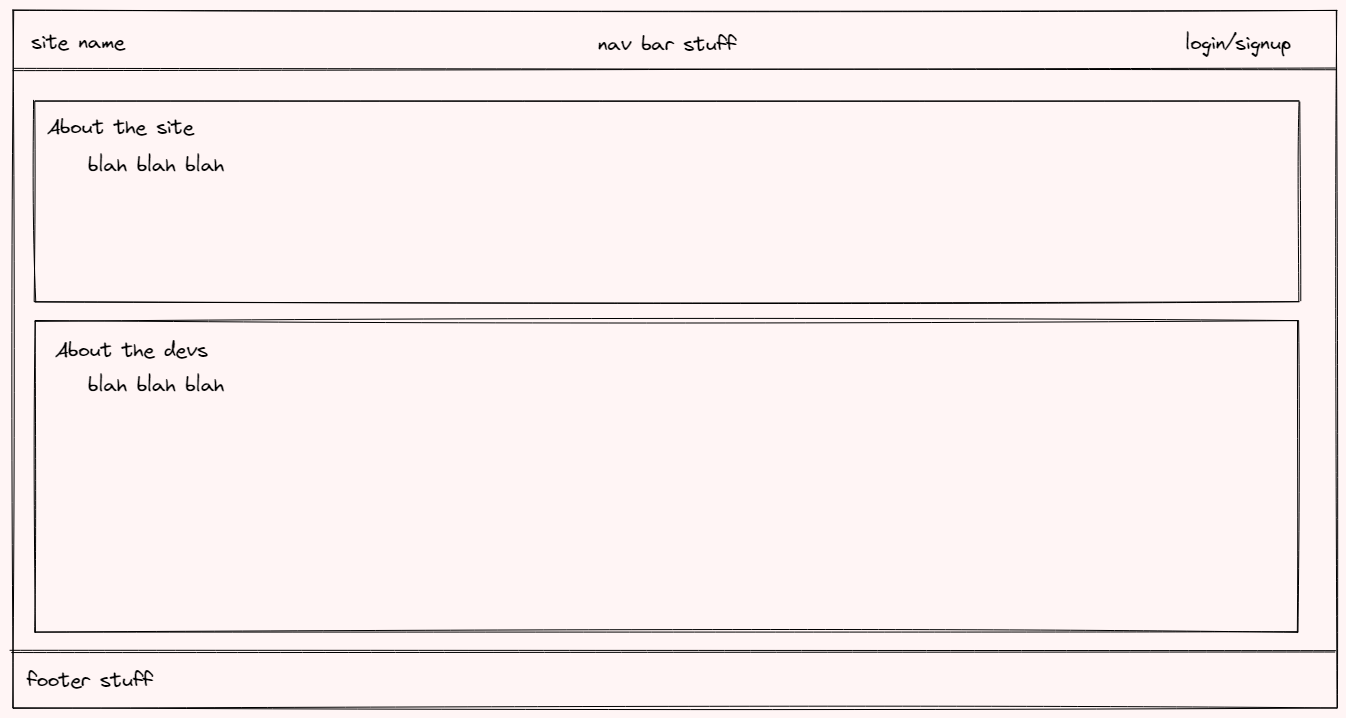 site name
nav bar stuff
login/signup
About the site
blah blah blah
About the devs
blah blah blah
footer stuff